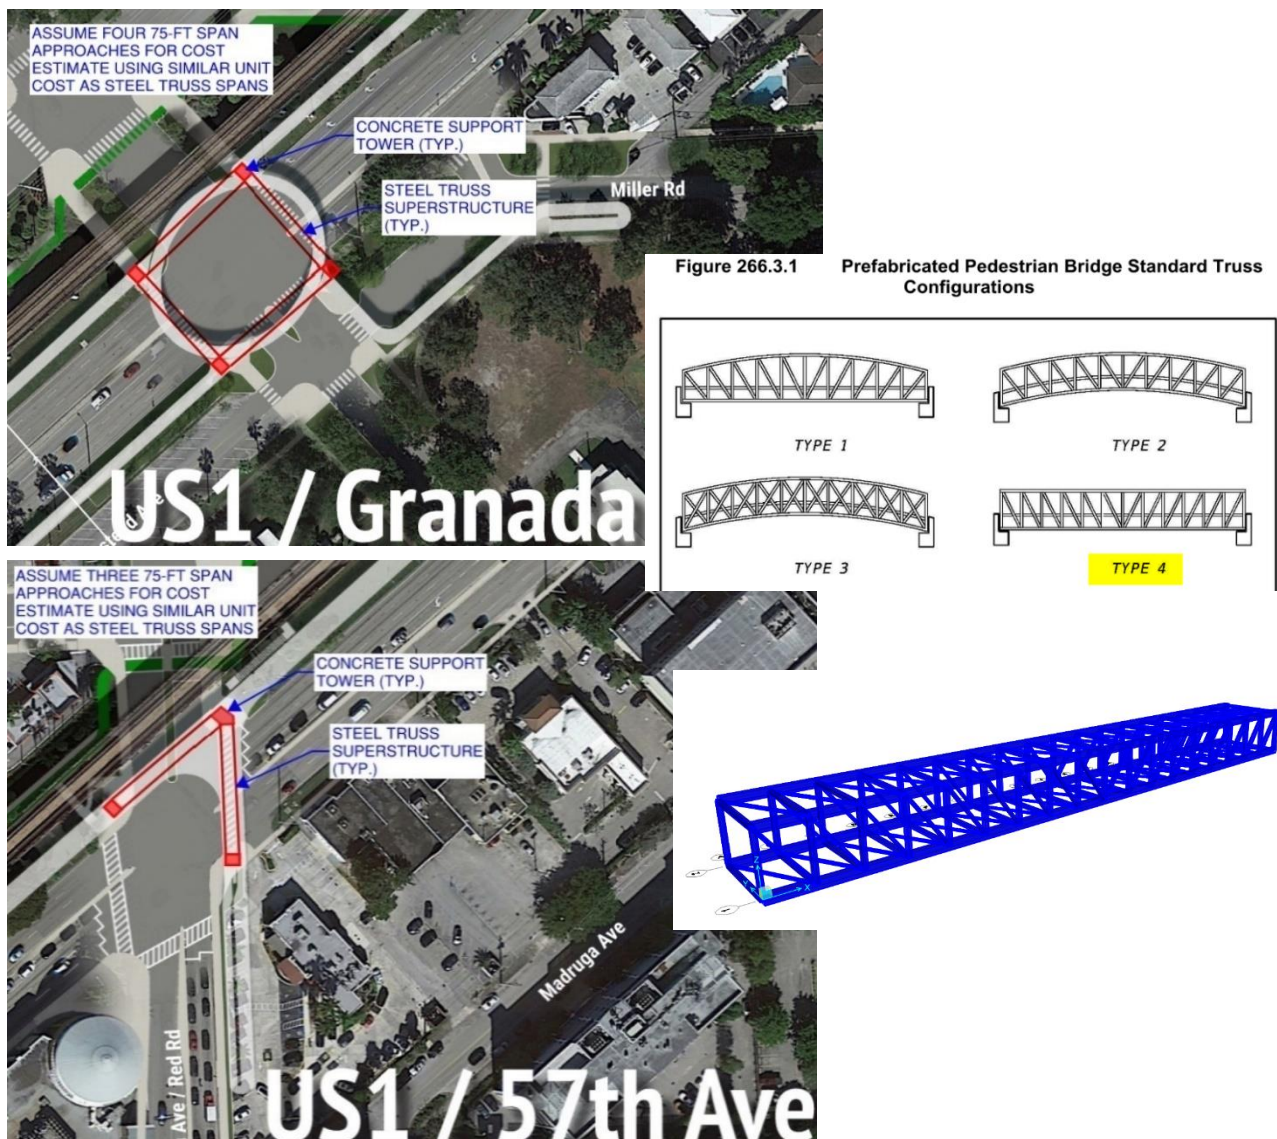 ASSUME FOUR 75-FT SPAN
APPROACHES FOR COST
ESTIMATE USING SIMILAR UNIT
COST AS STEEL TRUSS SPANS
CONCRETE SUPPORT
TOWER (TYP.)
STEEL TRUSS
SUPERSTRUCTURE
(TYP.)
Miller Rd
US1 / Granada
Figure 266.3.1 Prefabricated Pedestrian Bridge Standard Truss
Configurations
TYPE 1
TYPE 2
TYPE 3
TYPE 4
ASSUME THREE 75-FT SPAN
APPROACHES FOR COST
ESTIMATE USING SIMILAR UNIT
COST AS STEEL TRUSS SPANS
CONCRETE SUPPORT
TOWER (TYP.)
STEEL TRUSS
SUPERSTRUCTURE
(TYP.)
Z
X
Madruga Ave
Ave / Red Rd
US1 / 57th Ave